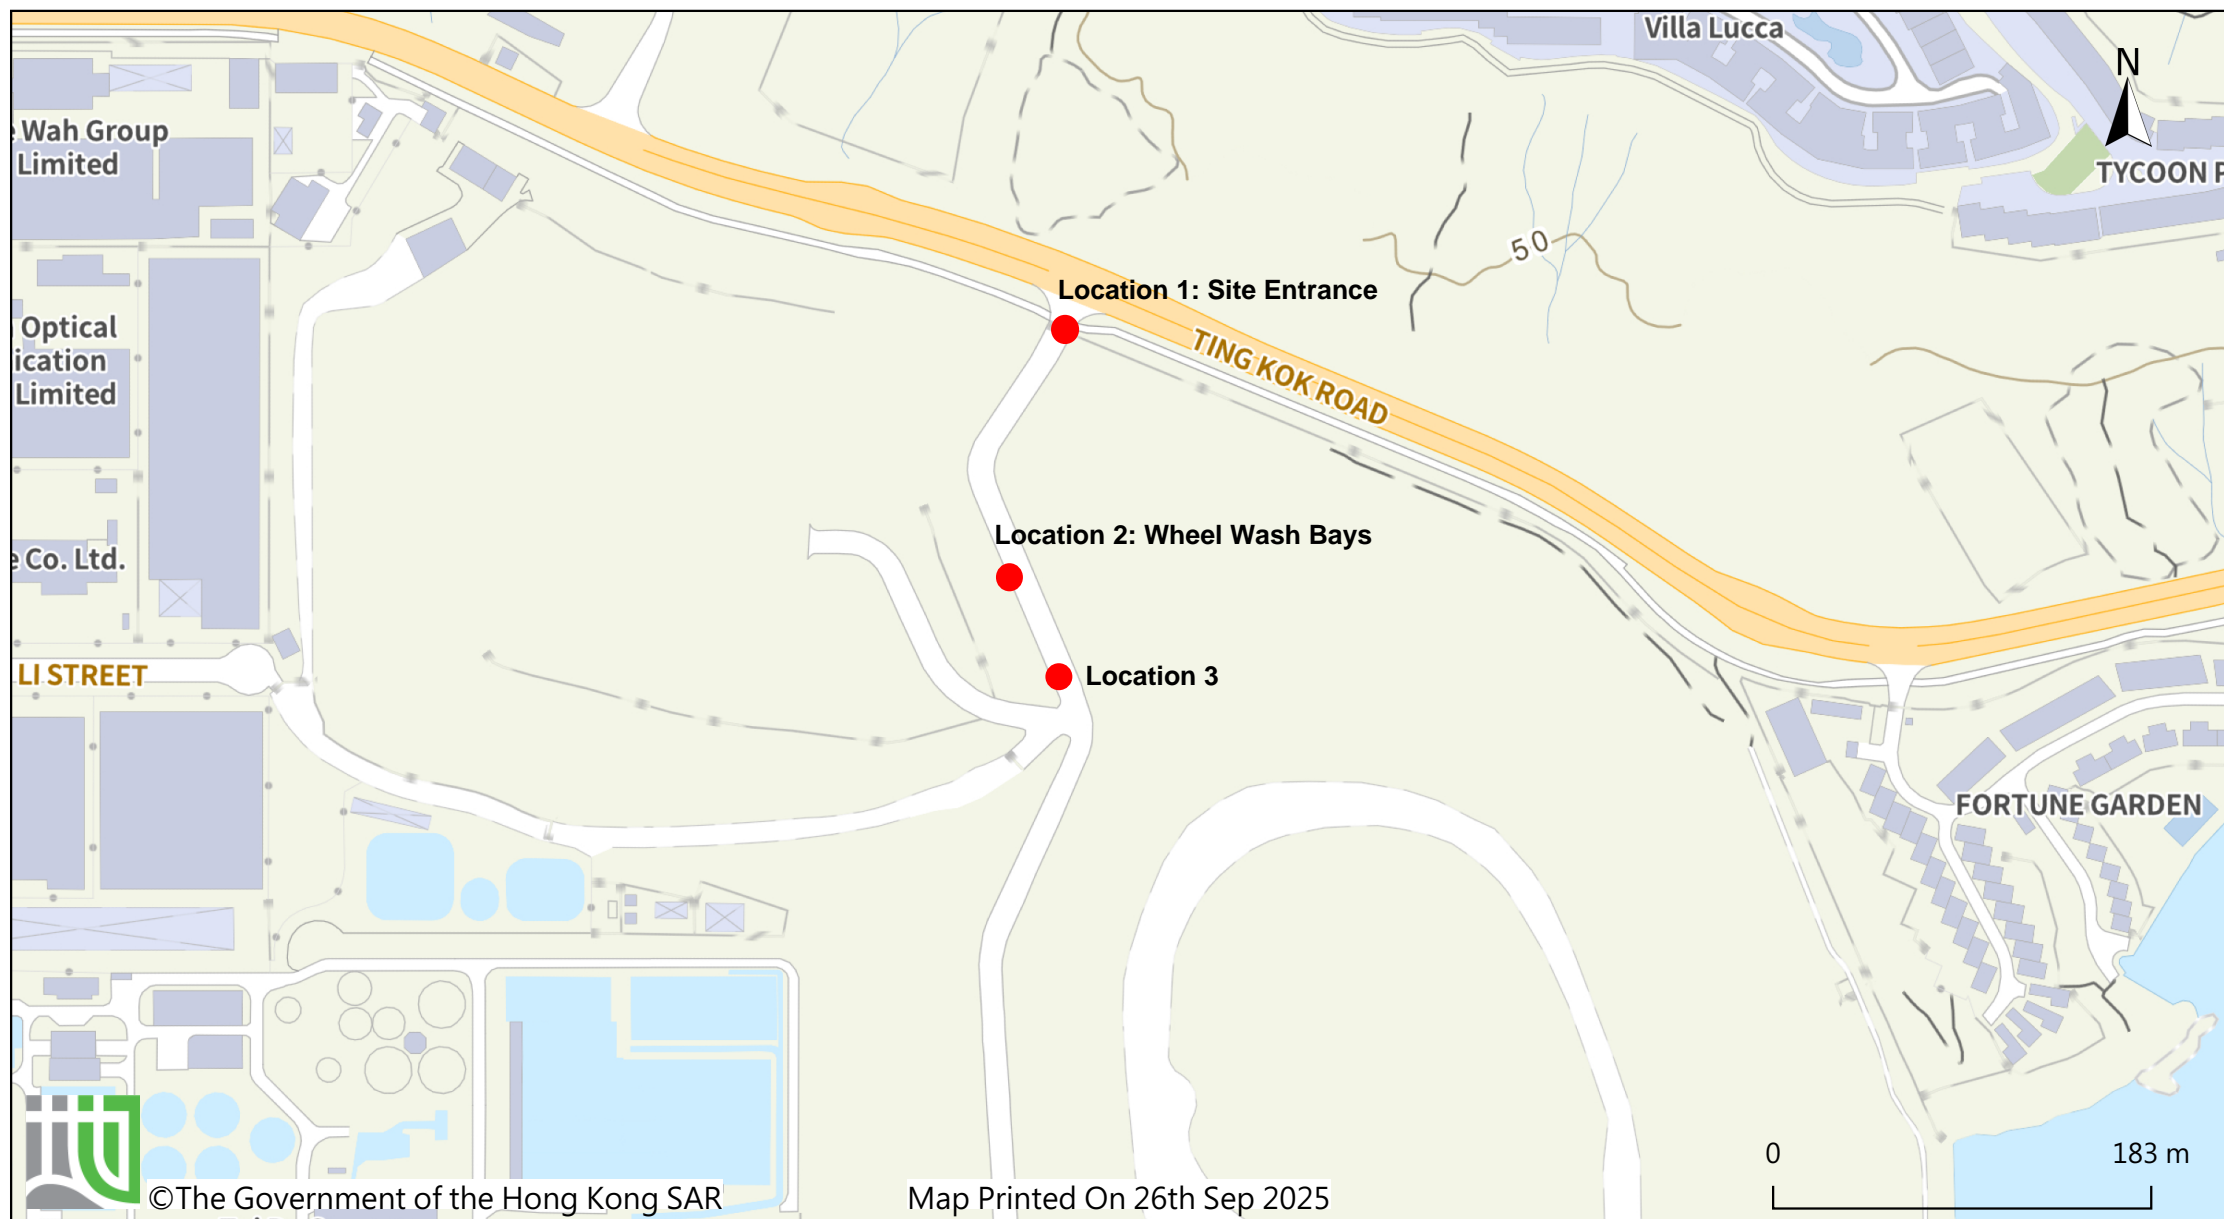 Villa Lucca
N
Wah Group
Limited
TYCOON
50
Location 1: Site Entrance
Optical
Limited
TING KOK ROAD
Location 2: Wheel Wash Bays
Co. Ltd.
LI STREET
Location 3
FORTUNE GARDEN
0
183 m
©The Government of the Hong Kong SAR
Map Printed On 26th Sep 2025